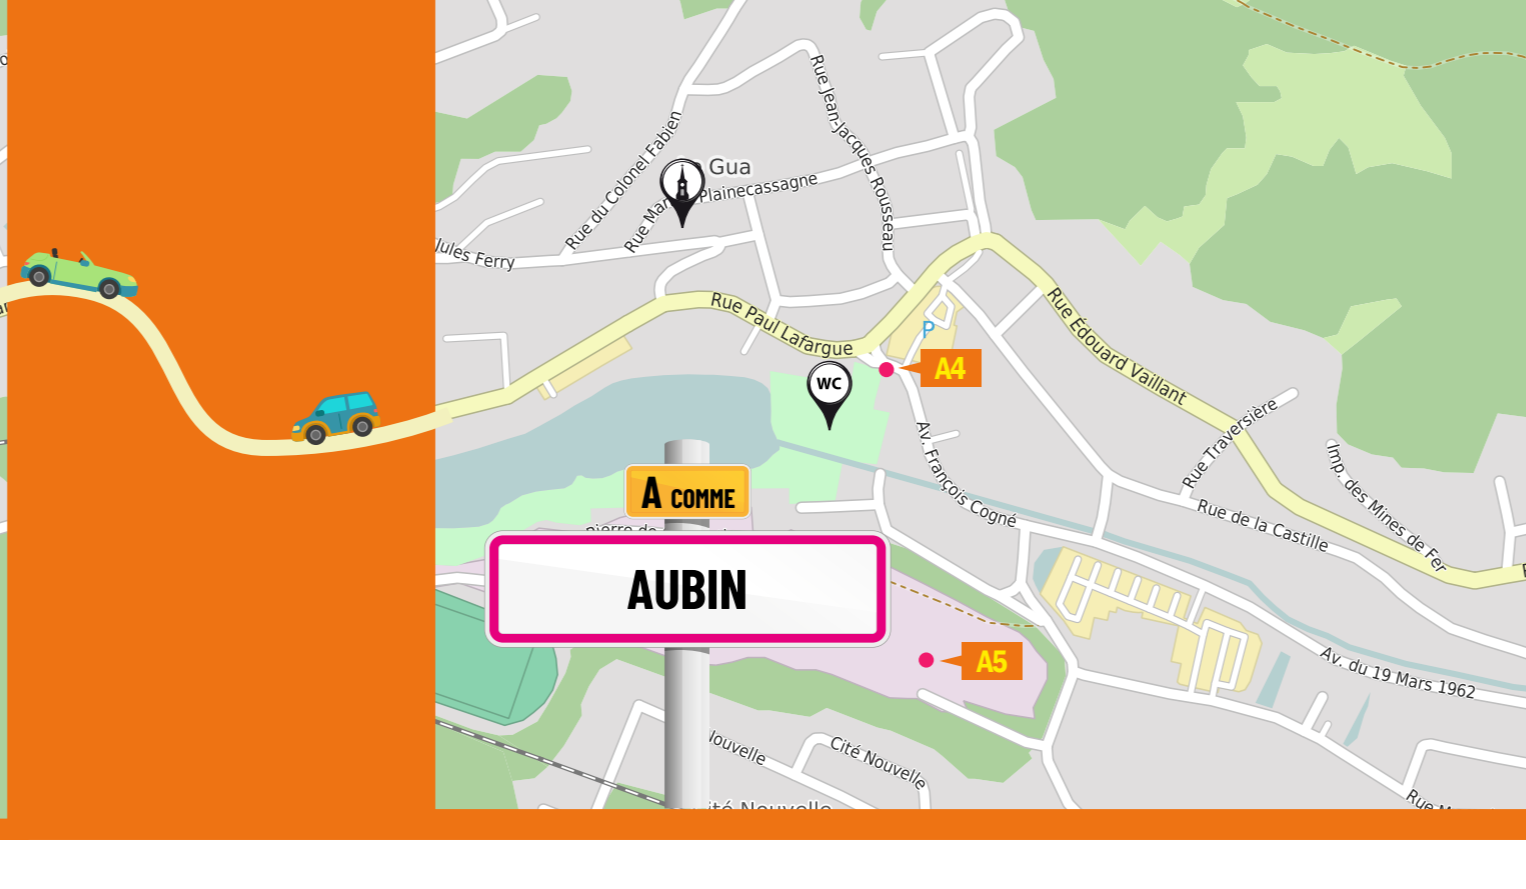 Rue Jean-Jacques Rousseau
Rue du Colonel Fabien
Gua
Plainecassagne
Jules Ferry
Rue Paul Lafargue
Rue Édouard Vaillant
P
A4
WC
Rue Traversière
Av. François Cogné
Imp. des Mines de Fer
Rue de la Castille
A COMME
AUBIN
A5
Av. du 19 Mars 1962
Cité Nouvelle
Rue